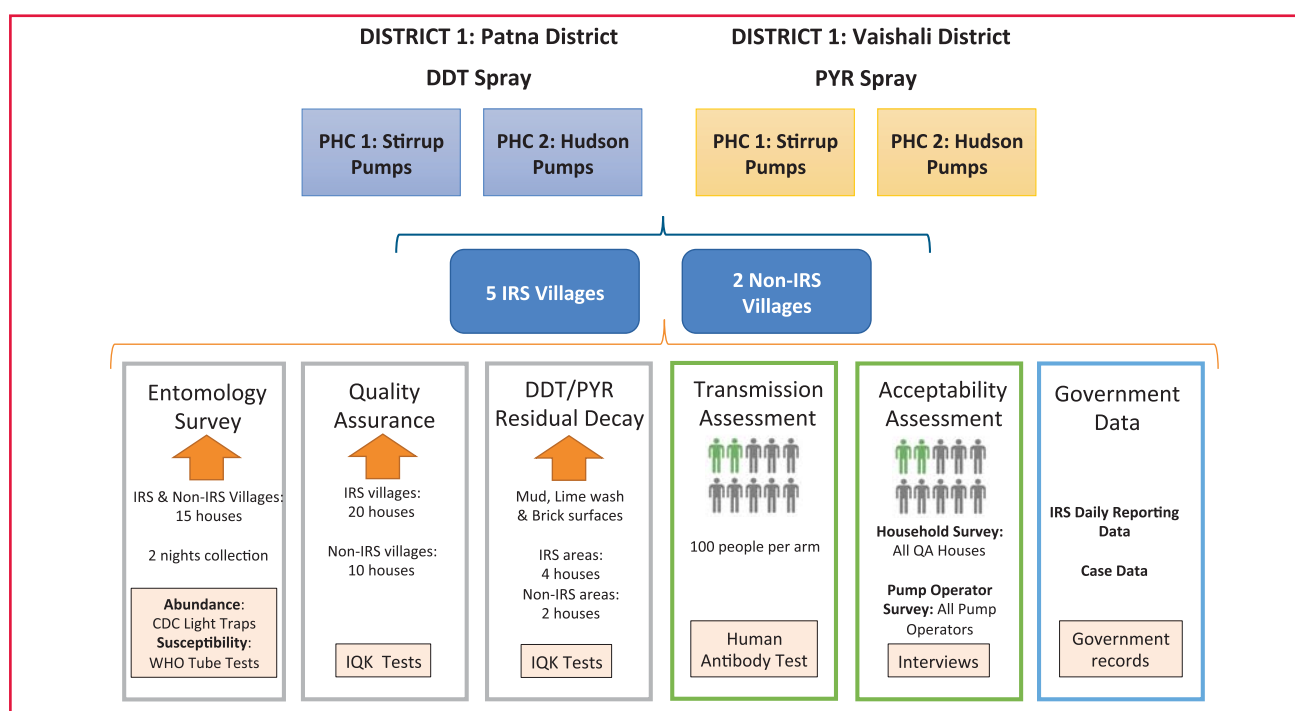 DISTRICT 1: Patna District
DDT Spray
DISTRICT 1: Vaishali District
PYR Spray
PHC 1: Stirrup
Pumps
PHC 2: Hudson
Pumps
PHC 1: Stirrup
Pumps
PHC 2: Hudson
Pumps
5 IRS Villages
2 Non-IRS
Villages
Entomology
Survey
IRS & Non-IRS Villages:
15 houses
2 nights collection
Abundance:
CDC Light Traps
Susceptibility:
WHO Tube Tests
Quality
Assurance
IRS villages:
20 houses
Non-IRS villages:
10 houses
IQK Tests
DDT/PYR
Residual Decay
Mud, Lime wash
& Brick surfaces
IRS areas:
4 houses
Non-IRS areas:
2 houses
IQK Tests
Transmission
Assessment
100 people per arm
Human
Antibody Test
Acceptability
Assessment
Household Survey:
All QA Houses
Pump Operator
Survey: All Pump
Operators
Interviews
Government
Data
IRS Daily Reporting
Data
Case Data
Government
records